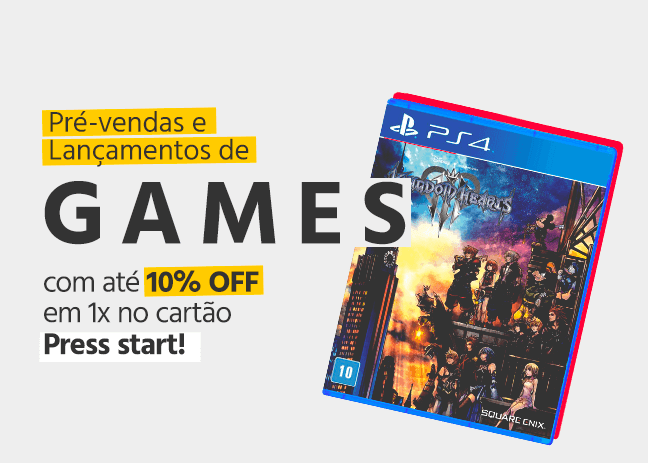 Pré-vendas e
Lançamentos de
GAMES
com até 10% OFF
em 1x no cartão
Press start!
PS4
KINGDOM HEARTS
III
10
SQUARE ENIX